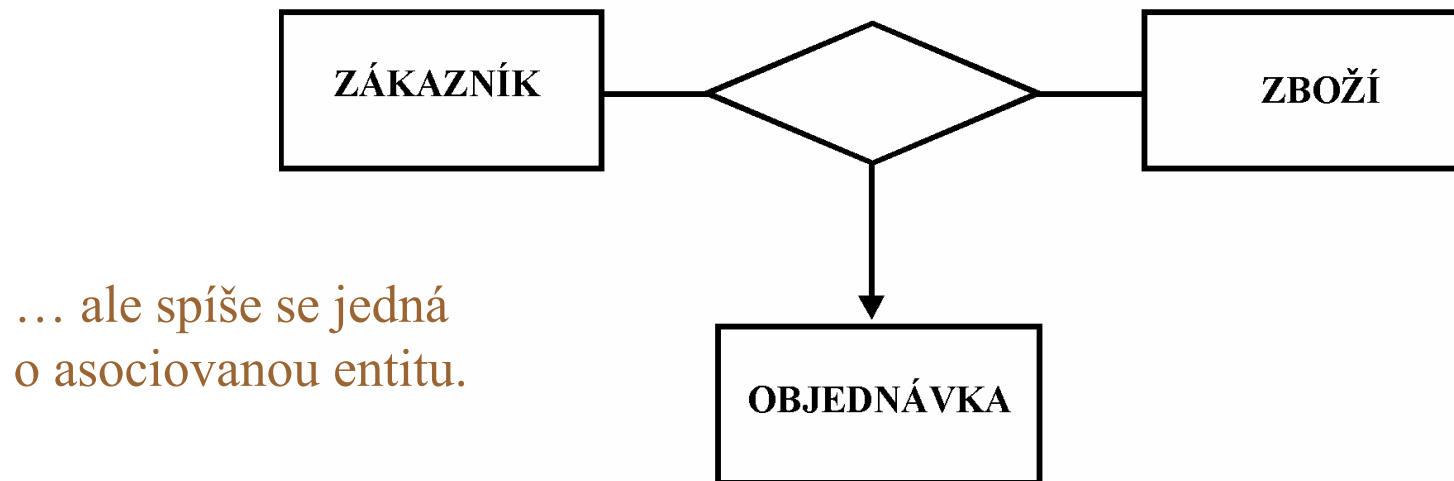 ZÁKAZNÍK
ZBOŽÍ
… ale spíše se jedná
o asociovanou entitu.
OBJEDNÁVKA